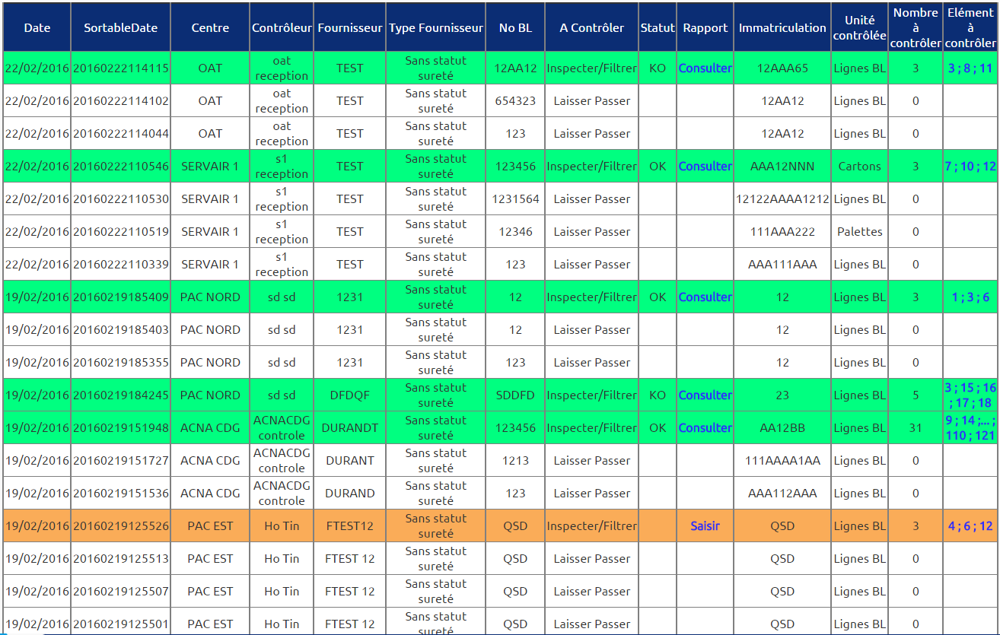 Date SortableDate Centre Contrôleur Fournisseur Type Fournisseur No BL A Contrôler Statut Rapport Immatriculation Unité contrôlée Nombre à contrôler Elément à contrôler
22/02/2016 20160222114115 OAT oat reception TEST Sans statut sureté 12AA12 Inspecter/Filtrer KO Consulter 12AAA65 Lignes BL 3 3 ; 8 ; 11
22/02/2016 20160222114102 OAT oat reception TEST Sans statut sureté 654323 Laisser Passer 12AA12 Lignes BL 0
22/02/2016 20160222114044 OAT oat reception TEST Sans statut sureté 123 Laisser Passer 12AA12 Lignes BL 0
22/02/2016 20160222110546 SERVAIR 1 s1 reception TEST Sans statut sureté 123456 Inspecter/Filtrer OK Consulter AAA12NNN Cartons 3 7 ; 10 ; 12
22/02/2016 20160222110530 SERVAIR 1 s1 reception TEST Sans statut sureté 1231564 Laisser Passer 12122AAAA1212 Lignes BL 0
22/02/2016 20160222110519 SERVAIR 1 s1 reception TEST Sans statut sureté 12346 Laisser Passer 111AAA222 Palettes 0
22/02/2016 20160222110339 SERVAIR 1 s1 reception TEST Sans statut sureté 123 Laisser Passer AAA111AAA Lignes BL 0
19/02/2016 20160219185409 PAC NORD sd sd 1231 Sans statut sureté 12 Inspecter/Filtrer OK Consulter 12 Lignes BL 3 1 ; 3 ; 6
19/02/2016 20160219185403 PAC NORD sd sd 1231 Sans statut sureté 12 Laisser Passer 12 Lignes BL 0
19/02/2016 20160219185355 PAC NORD sd sd 1231 Sans statut sureté 123 Laisser Passer 12 Lignes BL 0
19/02/2016 20160219184245 PAC NORD sd sd DFDQF Sans statut sureté SDDFD Inspecter/Filtrer KO Consulter 23 Lignes BL 5 3 ; 15 ; 16 ; 17 ; 18
19/02/2016 20160219151948 ACNA CDG ACNACDG controle DURANDT Sans statut sureté 123456 Inspecter/Filtrer OK Consulter AA12BB Lignes BL 31 9 ; 14 ;... ; 110 ; 121
19/02/2016 20160219151727 ACNA CDG ACNACDG controle DURANT Sans statut sureté 1213 Laisser Passer 111AAAA1AA Lignes BL 0
19/02/2016 20160219151536 ACNA CDG ACNACDG controle DURAND Sans statut sureté 123 Laisser Passer AAA112AAA Lignes BL 0
19/02/2016 20160219125526 PAC EST Ho Tin FTEST12 Sans statut sureté QSD Inspecter/Filtrer Saisir QSD Lignes BL 3 4 ; 6 ; 12
19/02/2016 20160219125513 PAC EST Ho Tin FTEST 12 Sans statut sureté QSD Laisser Passer QSD Lignes BL 0
19/02/2016 20160219125507 PAC EST Ho Tin FTEST 12 Sans statut sureté QSD Laisser Passer QSD Lignes BL 0
19/02/2016 20160219125501 PAC EST Ho Tin FTEST 12 Sans statut sureté QSD Laisser Passer QSD Lignes BL 0